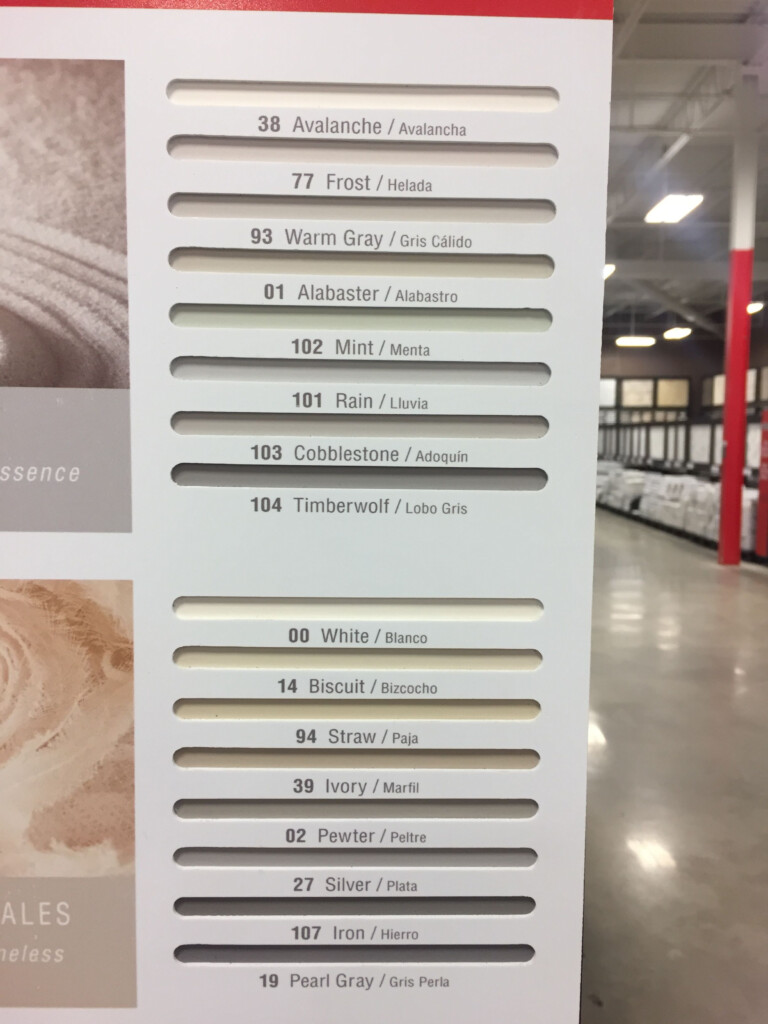 38 Avalanche / Avalancha
77 Frost / Helada
93 Warm Gray / Gris Cálido
01 Alabaster / Alabastro
102 Mint / Menta
101 Rain / Lluvia
103 Cobblestone / Adoquín
104 Timberwolf / Lobo Gris
ssence
00 White / Blanco
14 Biscuit / Bizcocho
94 Straw / Paja
39 Ivory / Marfil
02 Pewter / Peltre
27 Silver / Plata
107 Iron / Hierro
19 Pearl Gray / Gris Perla
ALES
neless